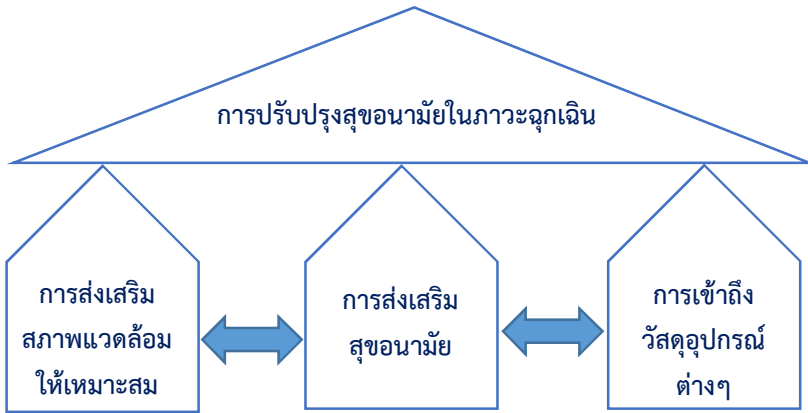 การปรับปรุงสุขอนามัยในภาวะฉุกเฉิน
การส่งเสริม
สภาพแวดล้อม
ให้เหมาะสม
การส่งเสริม
สุขอนามัย
การเข้าถึง
วัสดุอุปกรณ์
ต่างๆ